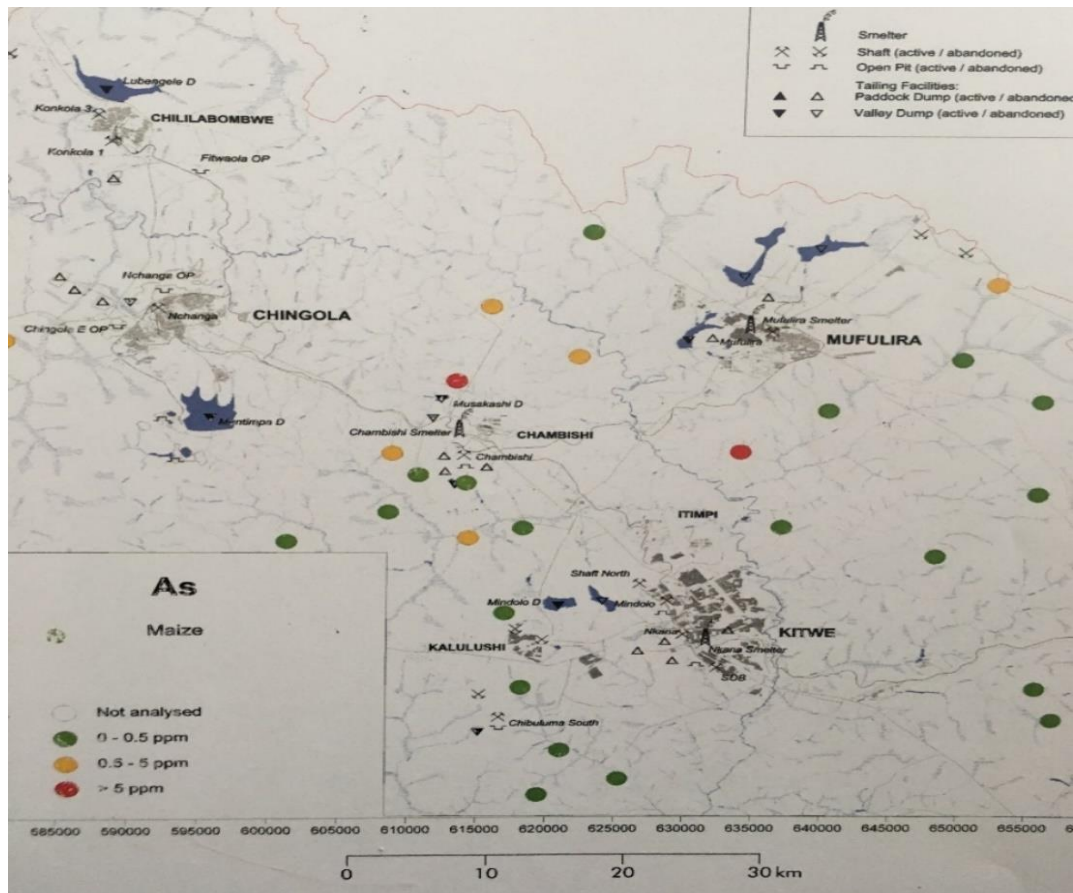 Smelter
Shaft (active / abandoned)
Open Pit (active / abandoned)
Tailing Facilities:
Paddock Dump (active / abandoned
Valley Dump (active / abandoned)
Lubengele D
Konkola 3
CHILILABOMBWE
Konkola 1
Fitwaola OP
Nchanga OP
Nchanga
CHINGOLA
Chingola E OP
Mufulira Smelter
Mufulira
MUFULIRA
Musakashi D
Chambishi Smelter
CHAMBISHI
Chambishi
Muntimpa D
ITIMPI
Shaft North
Mindolo D
Mindolo
KALULUSHI
Nkana
KITWE
Nkana Smelter
SOB
Chibuluma South
As
Maize
Not analysed
0 - 0.5 ppm
0.5 - 5 ppm
> 5 ppm
585000 590000 595000 600000 605000 610000 615000 620000 625000 630000 635000 640000 645000 650000 655000
0 10 20 30 km